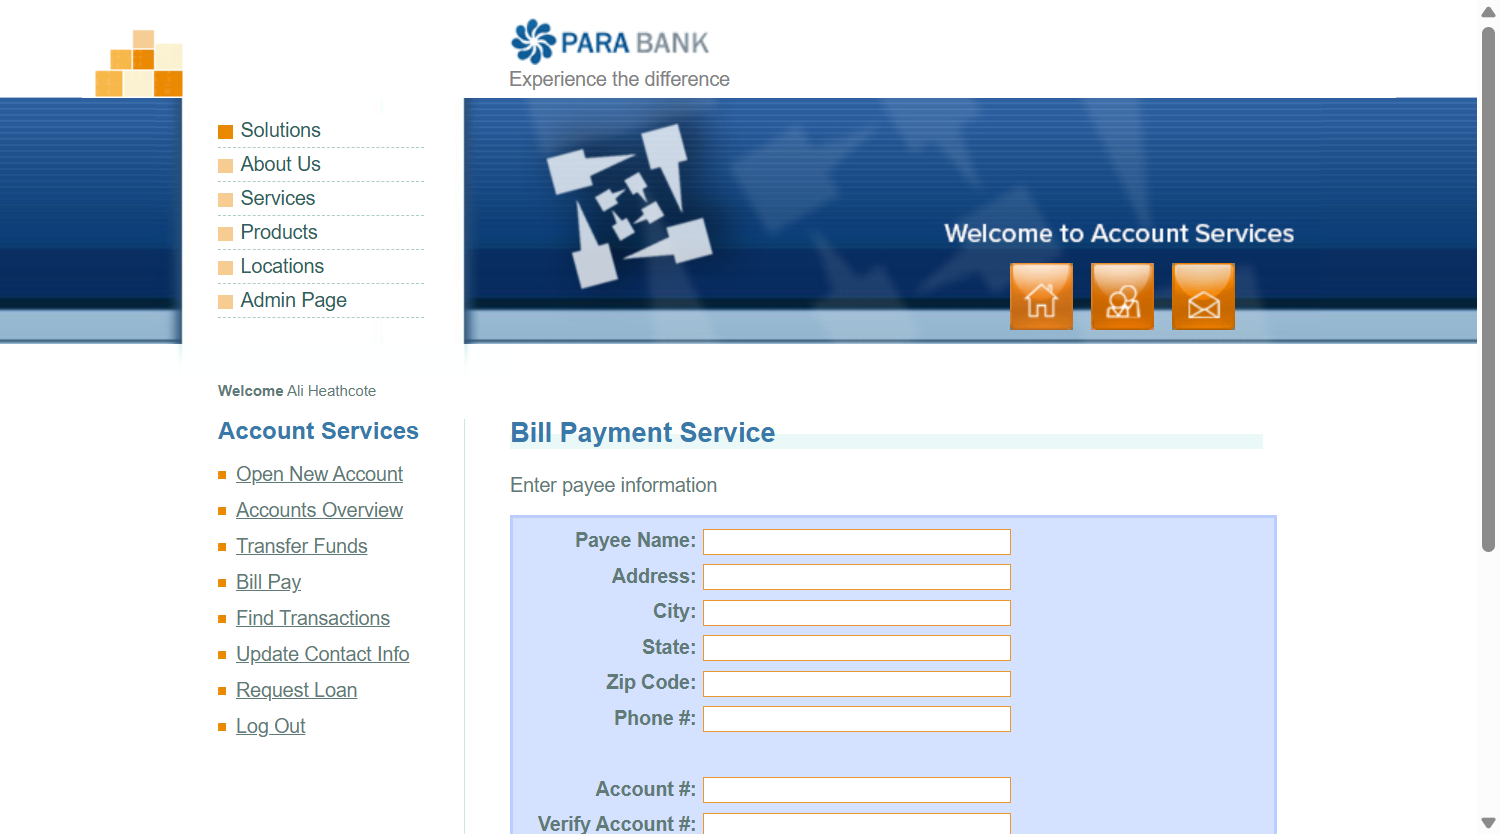 PARA BANK
Experience the difference
Solutions
About Us
Services
Products
Locations
Admin Page
Welcome to Account Services
Welcome Ali Heathcote
Account Services
Open New Account
Accounts Overview
Transfer Funds
Bill Pay
Find Transactions
Update Contact Info
Request Loan
Log Out
Bill Payment Service
Enter payee information
Payee Name:
Address:
City:
State:
Zip Code:
Phone #:
Account #:
Verify Account #: